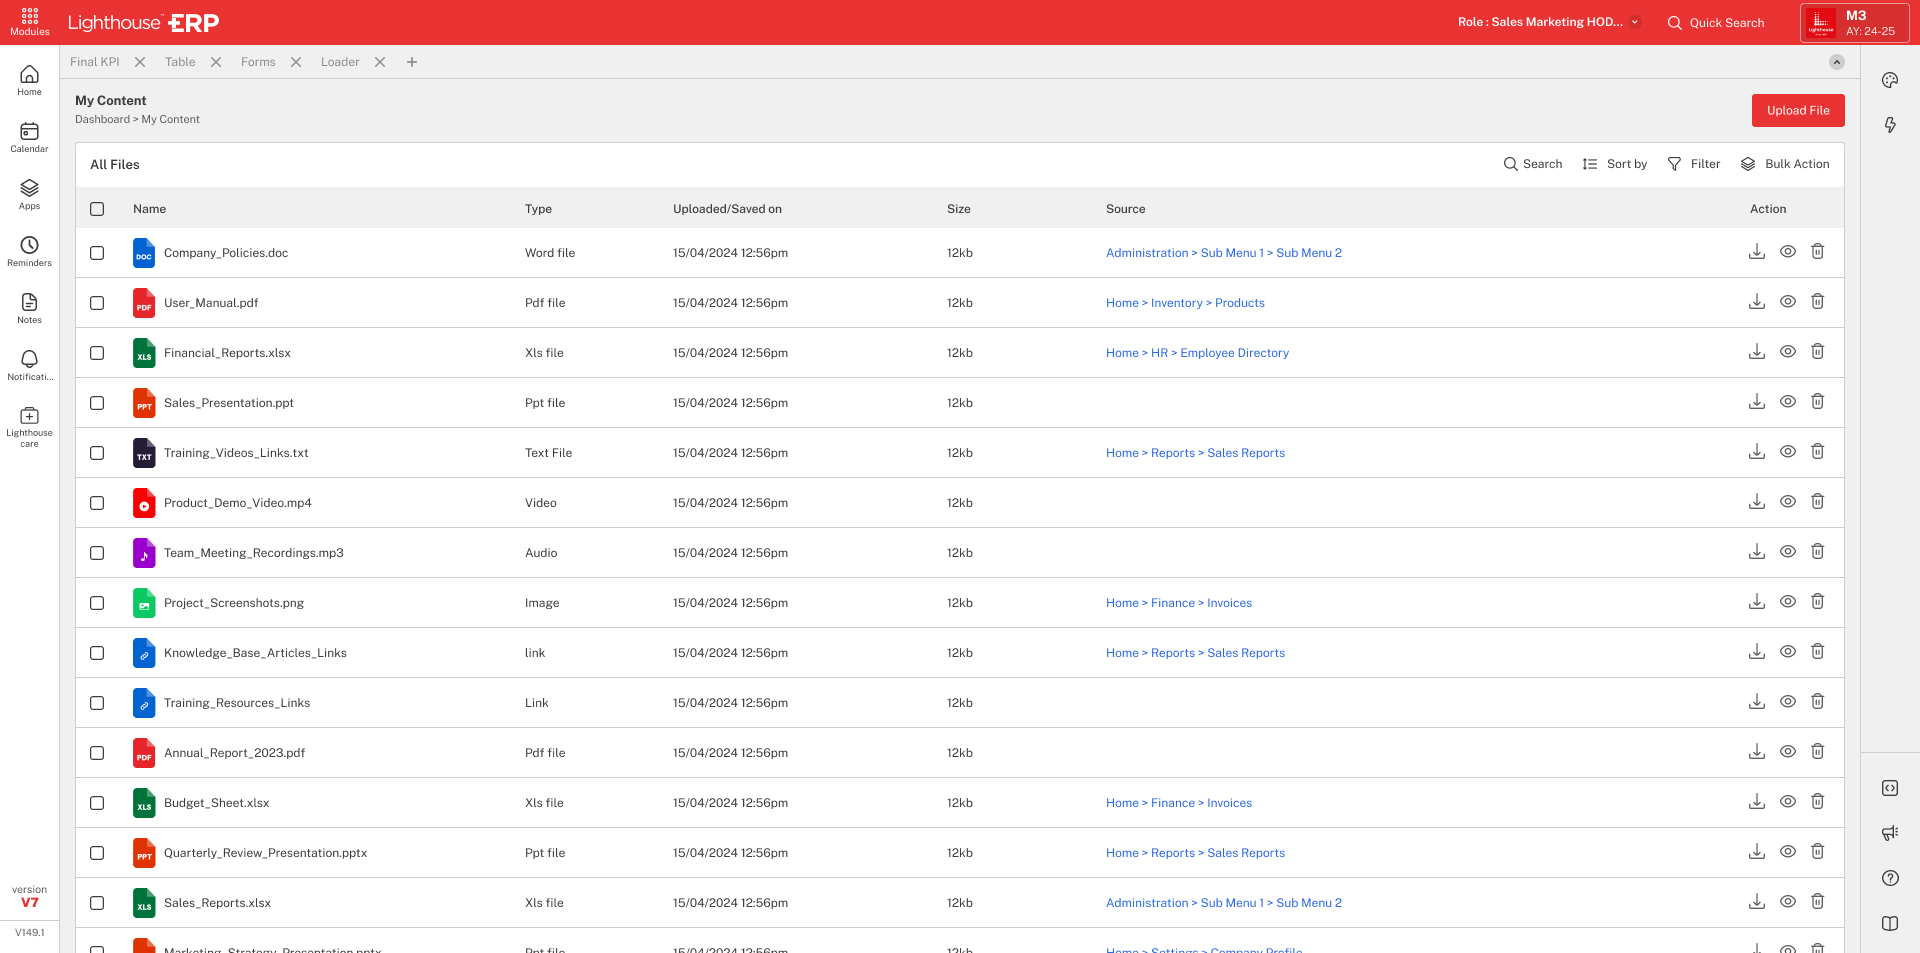 Modules
Lighthouse ERP
Role : Sales Marketing HOD...
Quick Search
Lighthouse
M3
AY: 24-25
Final KPI
Table
Forms
Loader
Home
Calendar
Apps
Reminders
Notes
Notificati...
Lighthouse
care
version
V7
V149.1
My Content
Dashboard > My Content
Upload File
All Files
Search Sort by Filter Bulk Action
Name Type Uploaded/Saved on Size Source Action
DOC Company_Policies.doc Word file 15/04/2024 12:56pm 12kb Administration > Sub Menu 1 > Sub Menu 2
PDF User_Manual.pdf Pdf file 15/04/2024 12:56pm 12kb Home > Inventory > Products
XLS Financial_Reports.xlsx Xls file 15/04/2024 12:56pm 12kb Home > HR > Employee Directory
PPT Sales_Presentation.ppt Ppt file 15/04/2024 12:56pm 12kb
TXT Training_Videos_Links.txt Text File 15/04/2024 12:56pm 12kb Home > Reports > Sales Reports
Product_Demo_Video.mp4 Video 15/04/2024 12:56pm 12kb
Team_Meeting_Recordings.mp3 Audio 15/04/2024 12:56pm 12kb
Project_Screenshots.png Image 15/04/2024 12:56pm 12kb Home > Finance > Invoices
Knowledge_Base_Articles_Links link 15/04/2024 12:56pm 12kb Home > Reports > Sales Reports
Training_Resources_Links Link 15/04/2024 12:56pm 12kb
PDF Annual_Report_2023.pdf Pdf file 15/04/2024 12:56pm 12kb
XLS Budget_Sheet.xlsx Xls file 15/04/2024 12:56pm 12kb Home > Finance > Invoices
PPT Quarterly_Review_Presentation.pptx Ppt file 15/04/2024 12:56pm 12kb Home > Reports > Sales Reports
XLS Sales_Reports.xlsx Xls file 15/04/2024 12:56pm 12kb Administration > Sub Menu 1 > Sub Menu 2
Marketing_Strategy_Presentation.pptx Ppt file 15/04/2024 12:56pm 12kb Home > Settings > Company Profile